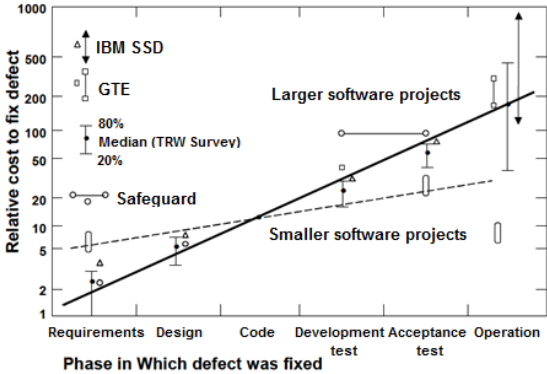 1000
500
200
100
50
20
10
5
2
1
Relative cost to fix defect
IBM SSD
GTE
80%
Median (TRW Survey)
20%
Safeguard
Larger software projects
Smaller software projects
Requirements
Design
Code
Development
test
Acceptance
test
Operation
Phase in Which defect was fixed